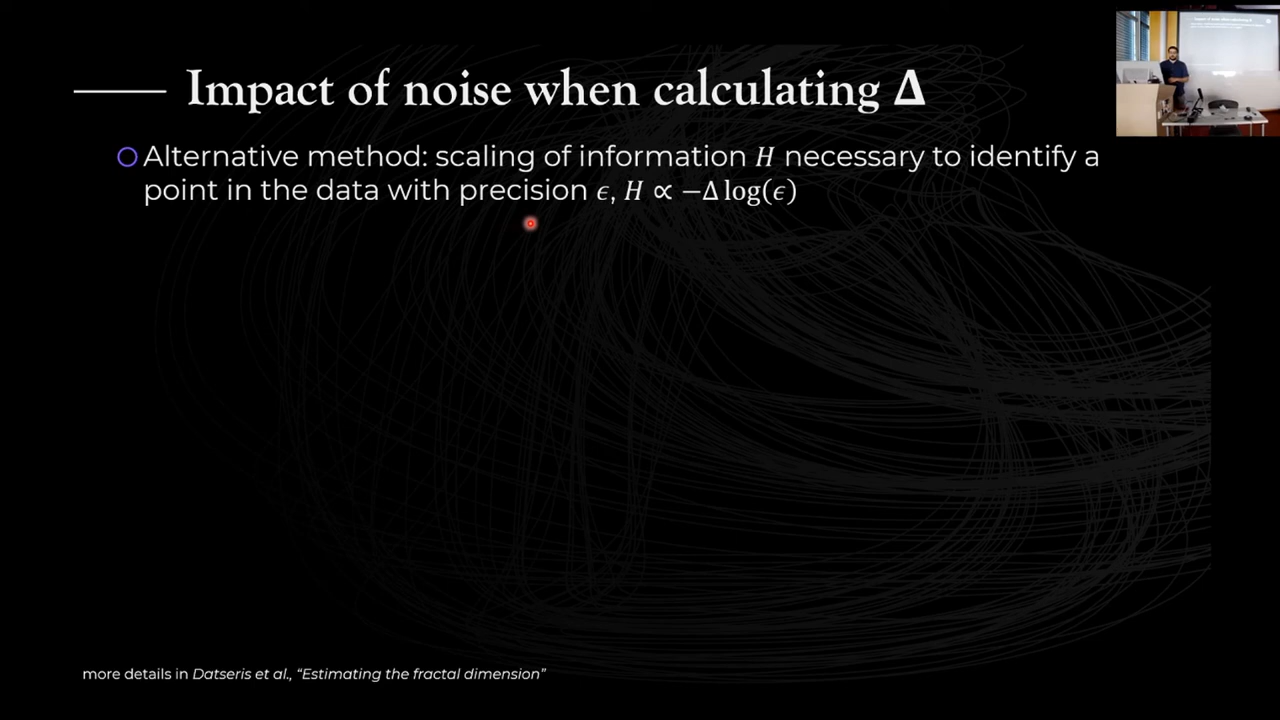 Impact of noise when calculating Δ
Alternative method: scaling of information H necessary to identify a
point in the data with precision ϵ, H ∝ −Δ log(ϵ)
more details in Datseris et al., “Estimating the fractal dimension”